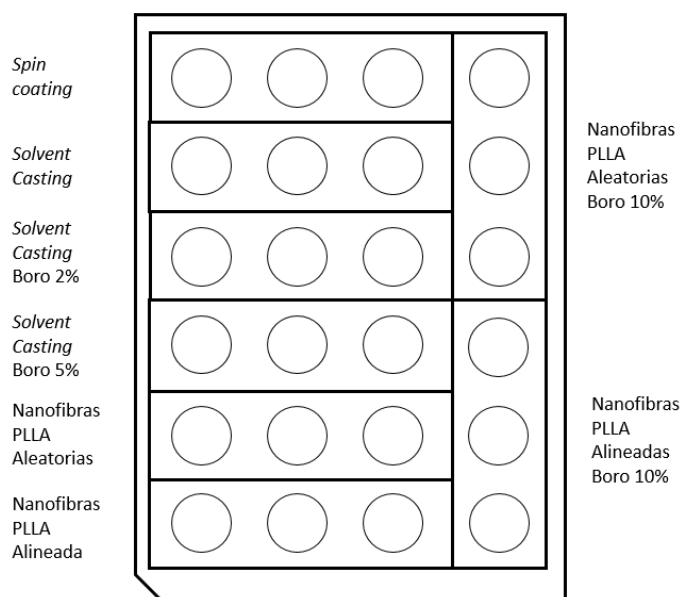 Spin
coating
Solvent
Casting
Solvent
Casting
Boro 2%
Solvent
Casting
Boro 5%
Nanofibras
PLLA
Aleatorias
Nanofibras
PLLA
Alineada
Nanofibras
PLLA
Aleatorias
Boro 10%
Nanofibras
PLLA
Alineadas
Boro 10%